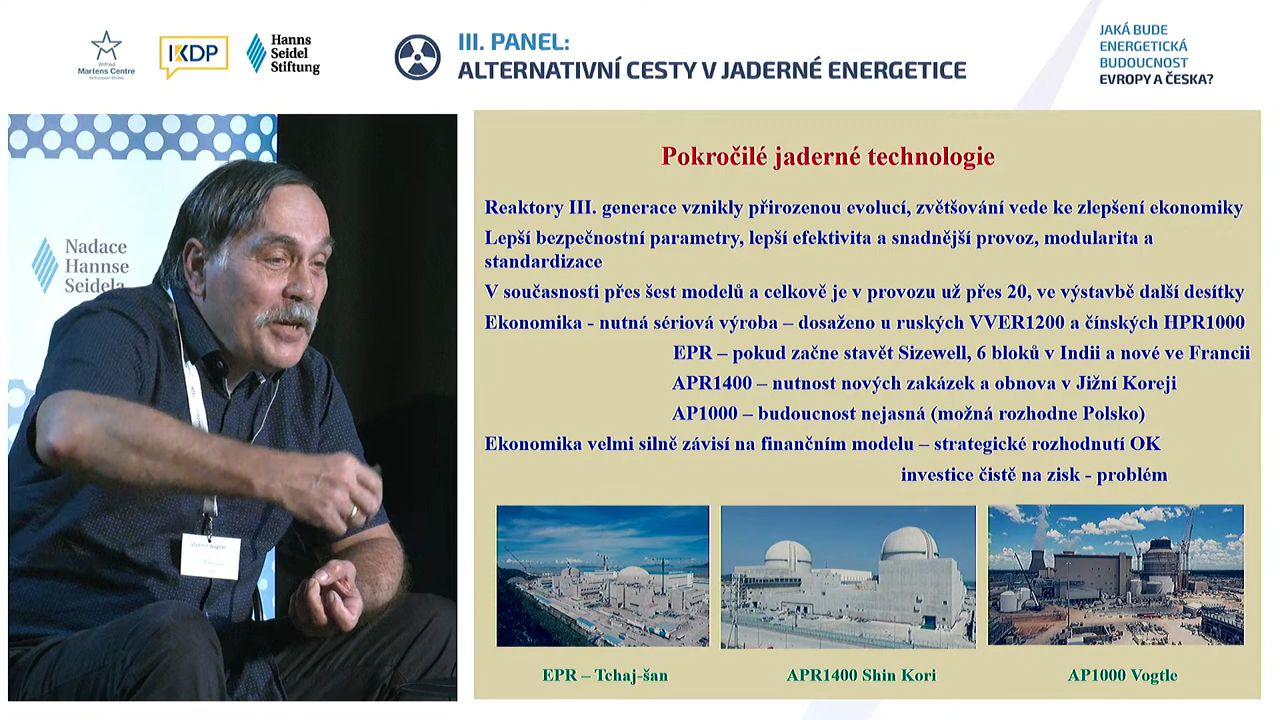 Wilfried
Martens Centre
for European Studies
IKDP
Hanns
Seidel
Stiftung
III. PANEL:
ALTERNATIVNÍ CESTY V JADERNÉ ENERGETICE
JAKÁ BUDE
ENERGETICKÁ
BUDOUCNOST
EVROPY A ČESKA?
Nadace
Hannse
Seidela
Vladimír Wagner
Pokročilé jaderné technologie
Reaktory III. generace vznikly přirozenou evolucí, zvětšování vede ke zlepšení ekonomiky
Lepší bezpečnostní parametry, lepší efektivita a snadnější provoz, modularita a
standardizace
V současnosti přes šest modelů a celkově je v provozu už přes 20, ve výstavbě další desítky
Ekonomika - nutná sériová výroba – dosaženo u ruských VVER1200 a čínských HPR1000
EPR – pokud začne stavět Sizewell, 6 bloků v Indii a nové ve Francii
APR1400 – nutnost nových zakázek a obnova v Jižní Koreji
AP1000 – budoucnost nejasná (možná rozhodne Polsko)
Ekonomika velmi silně závisí na finančním modelu – strategické rozhodnutí OK
investice čistě na zisk - problém
EPR – Tchaj-šan
APR1400 Shin Kori
AP1000 Vogtle